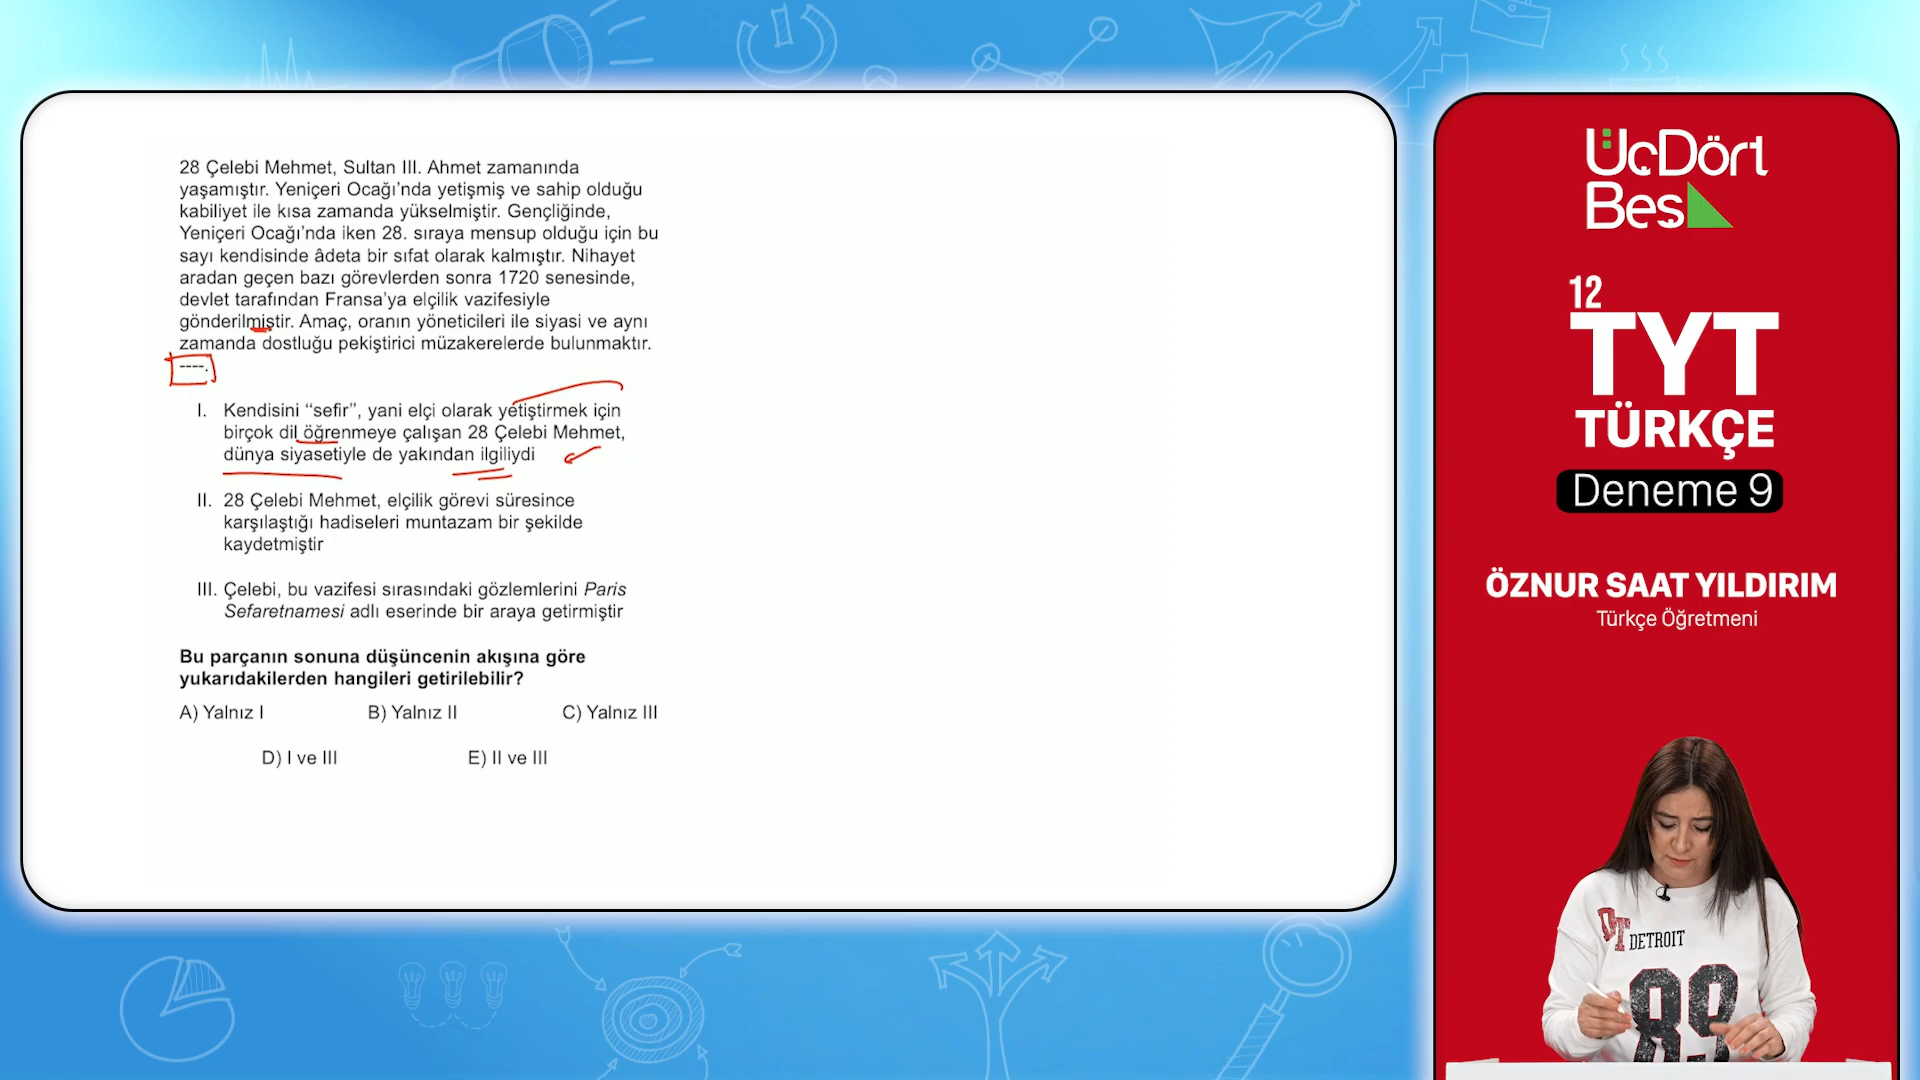 28 Çelebi Mehmet, Sultan III. Ahmet zamanında
yaşamıştır. Yeniçeri Ocağı’nda yetişmiş ve sahip olduğu
kabiliyet ile kısa zamanda yükselmiştir. Gençliğinde,
Yeniçeri Ocağı’nda iken 28. sıraya mensup olduğu için bu
sayı kendisinde âdeta bir sıfat olarak kalmıştır. Nihayet
aradan geçen bazı görevlerden sonra 1720 senesinde,
devlet tarafından Fransa’ya elçilik vazifesiyle
gönderilmiştir. Amaç, oranın yöneticileri ile siyasi ve aynı
zamanda dostluğu pekiştirici müzakerelerde bulunmaktır.
----.
I. Kendisini “sefir”, yani elçi olarak yetiştirmek için
birçok dil öğrenmeye çalışan 28 Çelebi Mehmet,
dünya siyasetiyle de yakından ilgiliydi
II. 28 Çelebi Mehmet, elçilik görevi süresince
karşılaştığı hadiseleri muntazam bir şekilde
kaydetmiştir
III. Çelebi, bu vazifesi sırasındaki gözlemlerini Paris
Sefaretnamesi adlı eserinde bir araya getirmiştir
Bu parçanın sonuna düşüncenin akışına göre
yukarıdakilerden hangileri getirilebilir?
A) Yalnız I B) Yalnız II C) Yalnız III
D) I ve III E) II ve III
ÜçDört
Beş
12
TYT
TÜRKÇE
Deneme 9
ÖZNUR SAAT YILDIRIM
Türkçe Öğretmeni
DT DETROIT
89